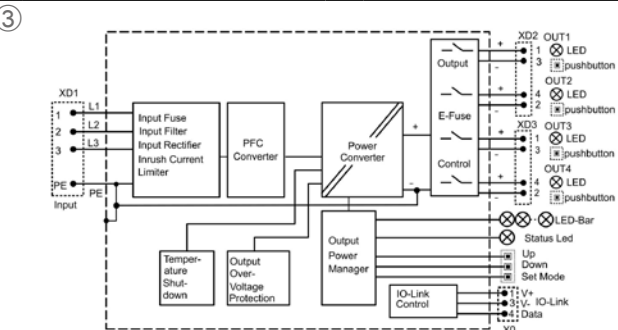 3
XD1
1 L1
2 L2
3 L3
PE PE
Input
Input Fuse
Input Filter
Input Rectifier
Inrush Current
Limiter
PFC
Converter
Power
Converter
+
-
Output
E-Fuse
Control
XD2 OUT1
+ 1 LED
- 3 pushbutton
OUT2
+ 4 LED
- 2 pushbutton
XD3 OUT3
+ 1 LED
- 3 pushbutton
OUT4
+ 4 LED
- 2 pushbutton
LED-Bar
Status Led
Up
Down
Set Mode
Temper-
ature
Shut-
down
Output
Over-
Voltage
Protection
Output
Power
Manager
IO-Link
Control
1 V+
3 V- IO-Link
4 Data